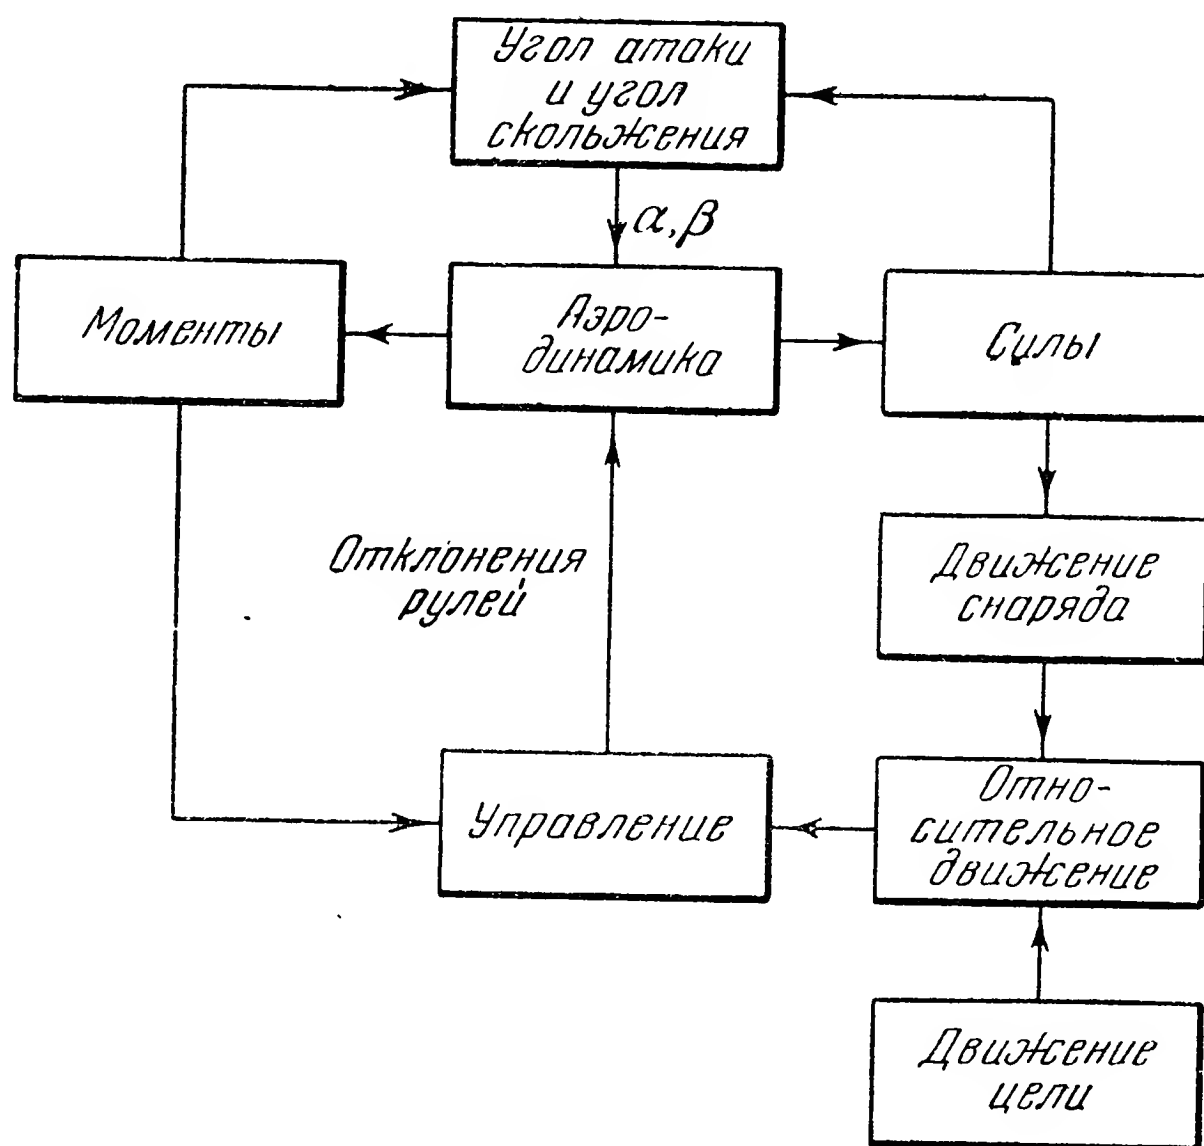 Угол атаки
и угол
скольжения
α, β
Моменты
Аэро-
динамика
Силы
Отклонения
рулей
Движение
снаряда
Управление
Отно-
сительное
движение
Движение
цели